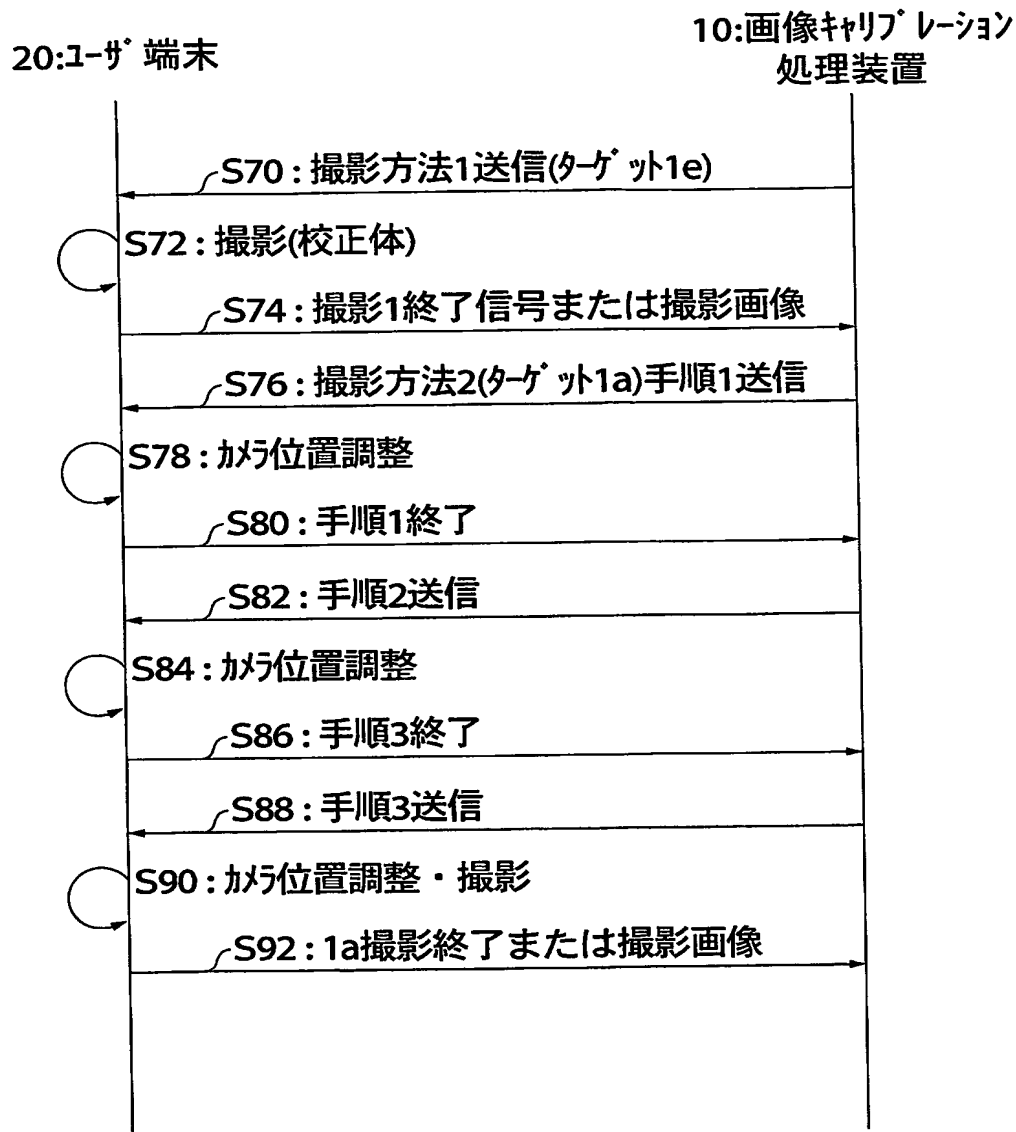 20:ﾕｰｻﾞ端末
10:画像ｷｬﾘﾌﾞﾚｰｼｮﾝ
処理装置
S70:撮影方法1送信(ﾀｰｹﾞｯﾄ1e)
S72:撮影(校正体)
S74:撮影1終了信号または撮影画像
S76:撮影方法2(ﾀｰｹﾞｯﾄ1a)手順1送信
S78:ｶﾒﾗ位置調整
S80:手順1終了
S82:手順2送信
S84:ｶﾒﾗ位置調整
S86:手順3終了
S88:手順3送信
S90:ｶﾒﾗ位置調整・撮影
S92:1a撮影終了または撮影画像